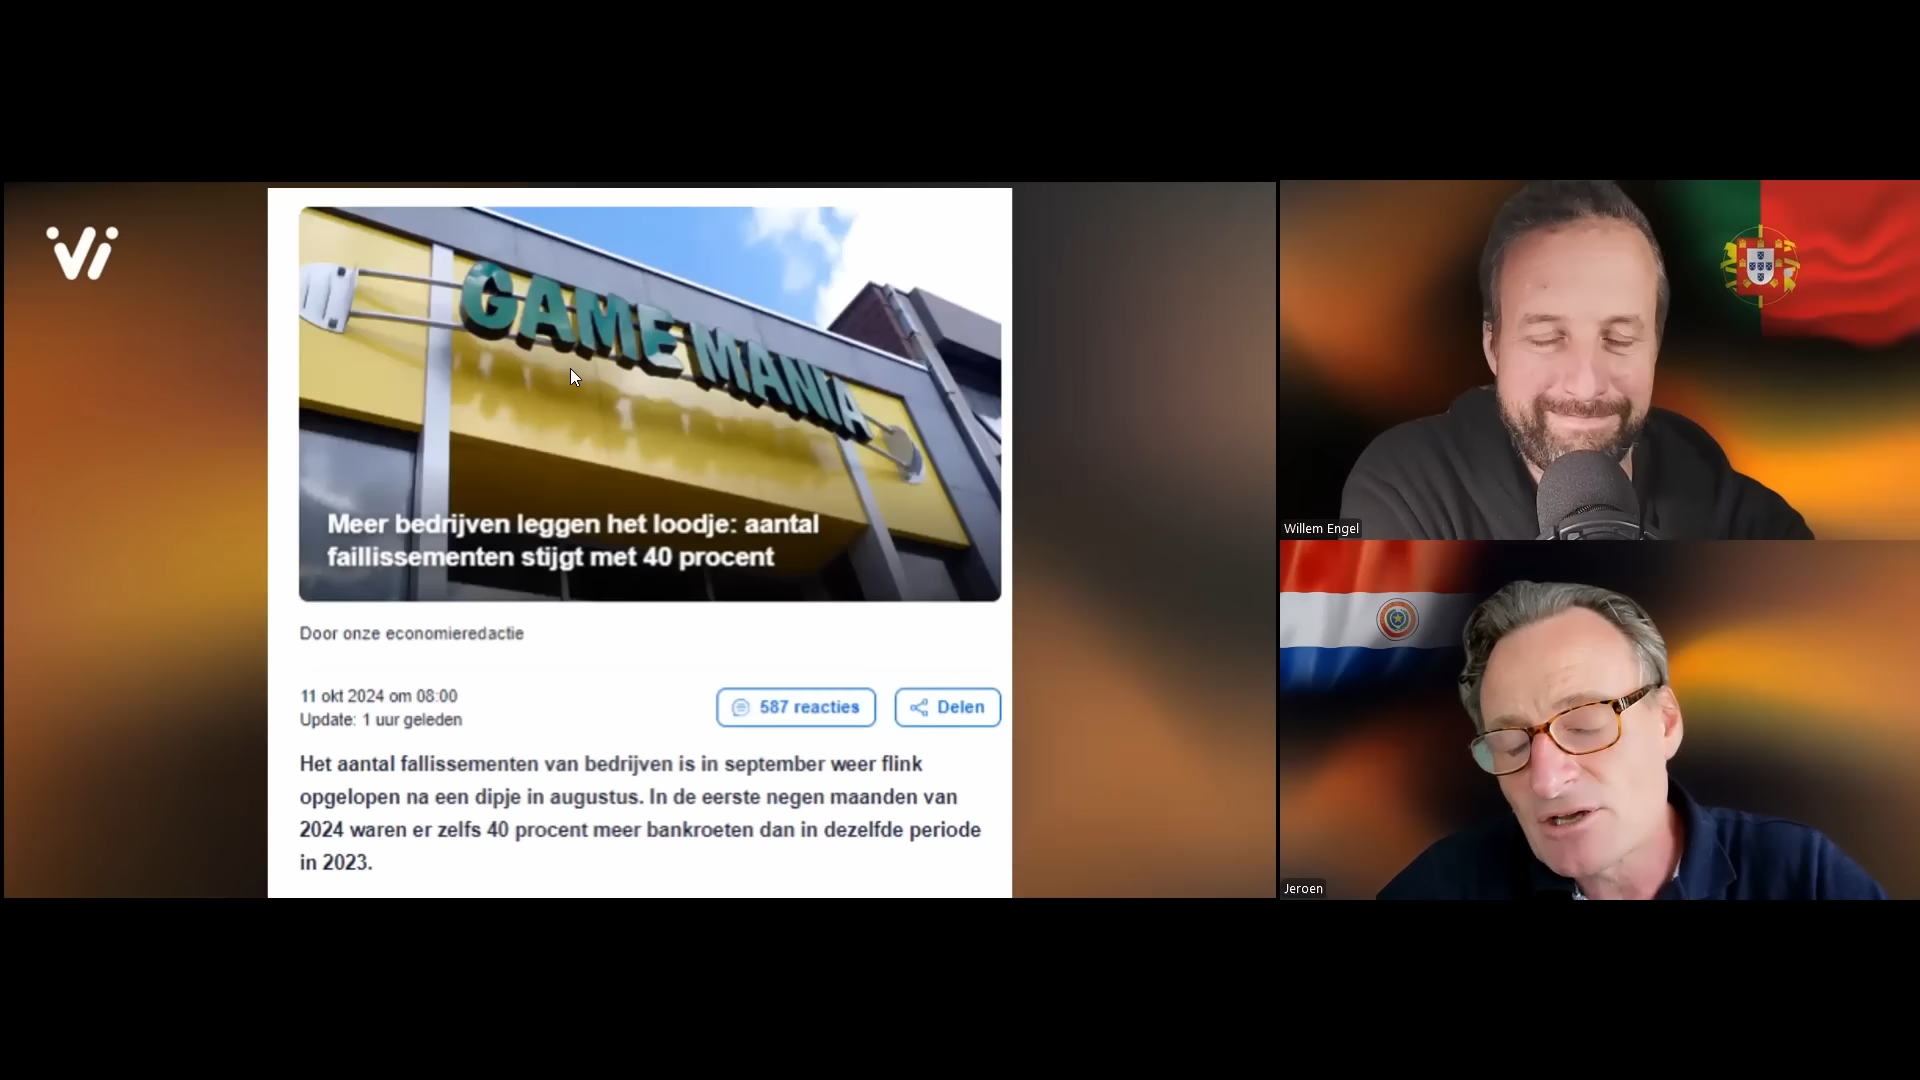 GAME MANIA
Meer bedrijven leggen het loodje: aantal
faillissementen stijgt met 40 procent
Door onze economieredactie
11 okt 2024 om 08:00
Update: 1 uur geleden
587 reacties
Delen
Het aantal fallissementen van bedrijven is in september weer flink
opgelopen na een dipje in augustus. In de eerste negen maanden van
2024 waren er zelfs 40 procent meer bankroeten dan in dezelfde periode
in 2023.
Willem Engel
Jeroen